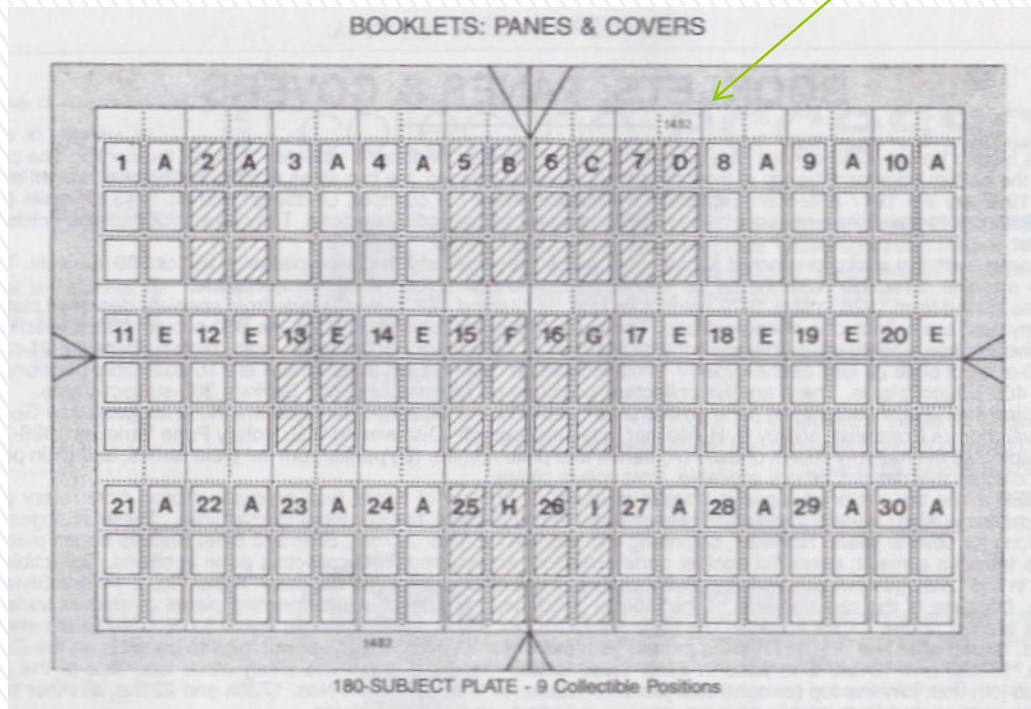 BOOKLETS: PANES & COVERS
1482
1 A 2 A 3 A 4 A 5 B 6 C 7 D 8 A 9 A 10 A
11 E 12 E 13 E 14 E 15 F 16 G 17 E 18 E 19 E 20 E
21 A 22 A 23 A 24 A 25 H 26 I 27 A 28 A 29 A 30 A
1482
180-SUBJECT PLATE - 9 Collectible Positions